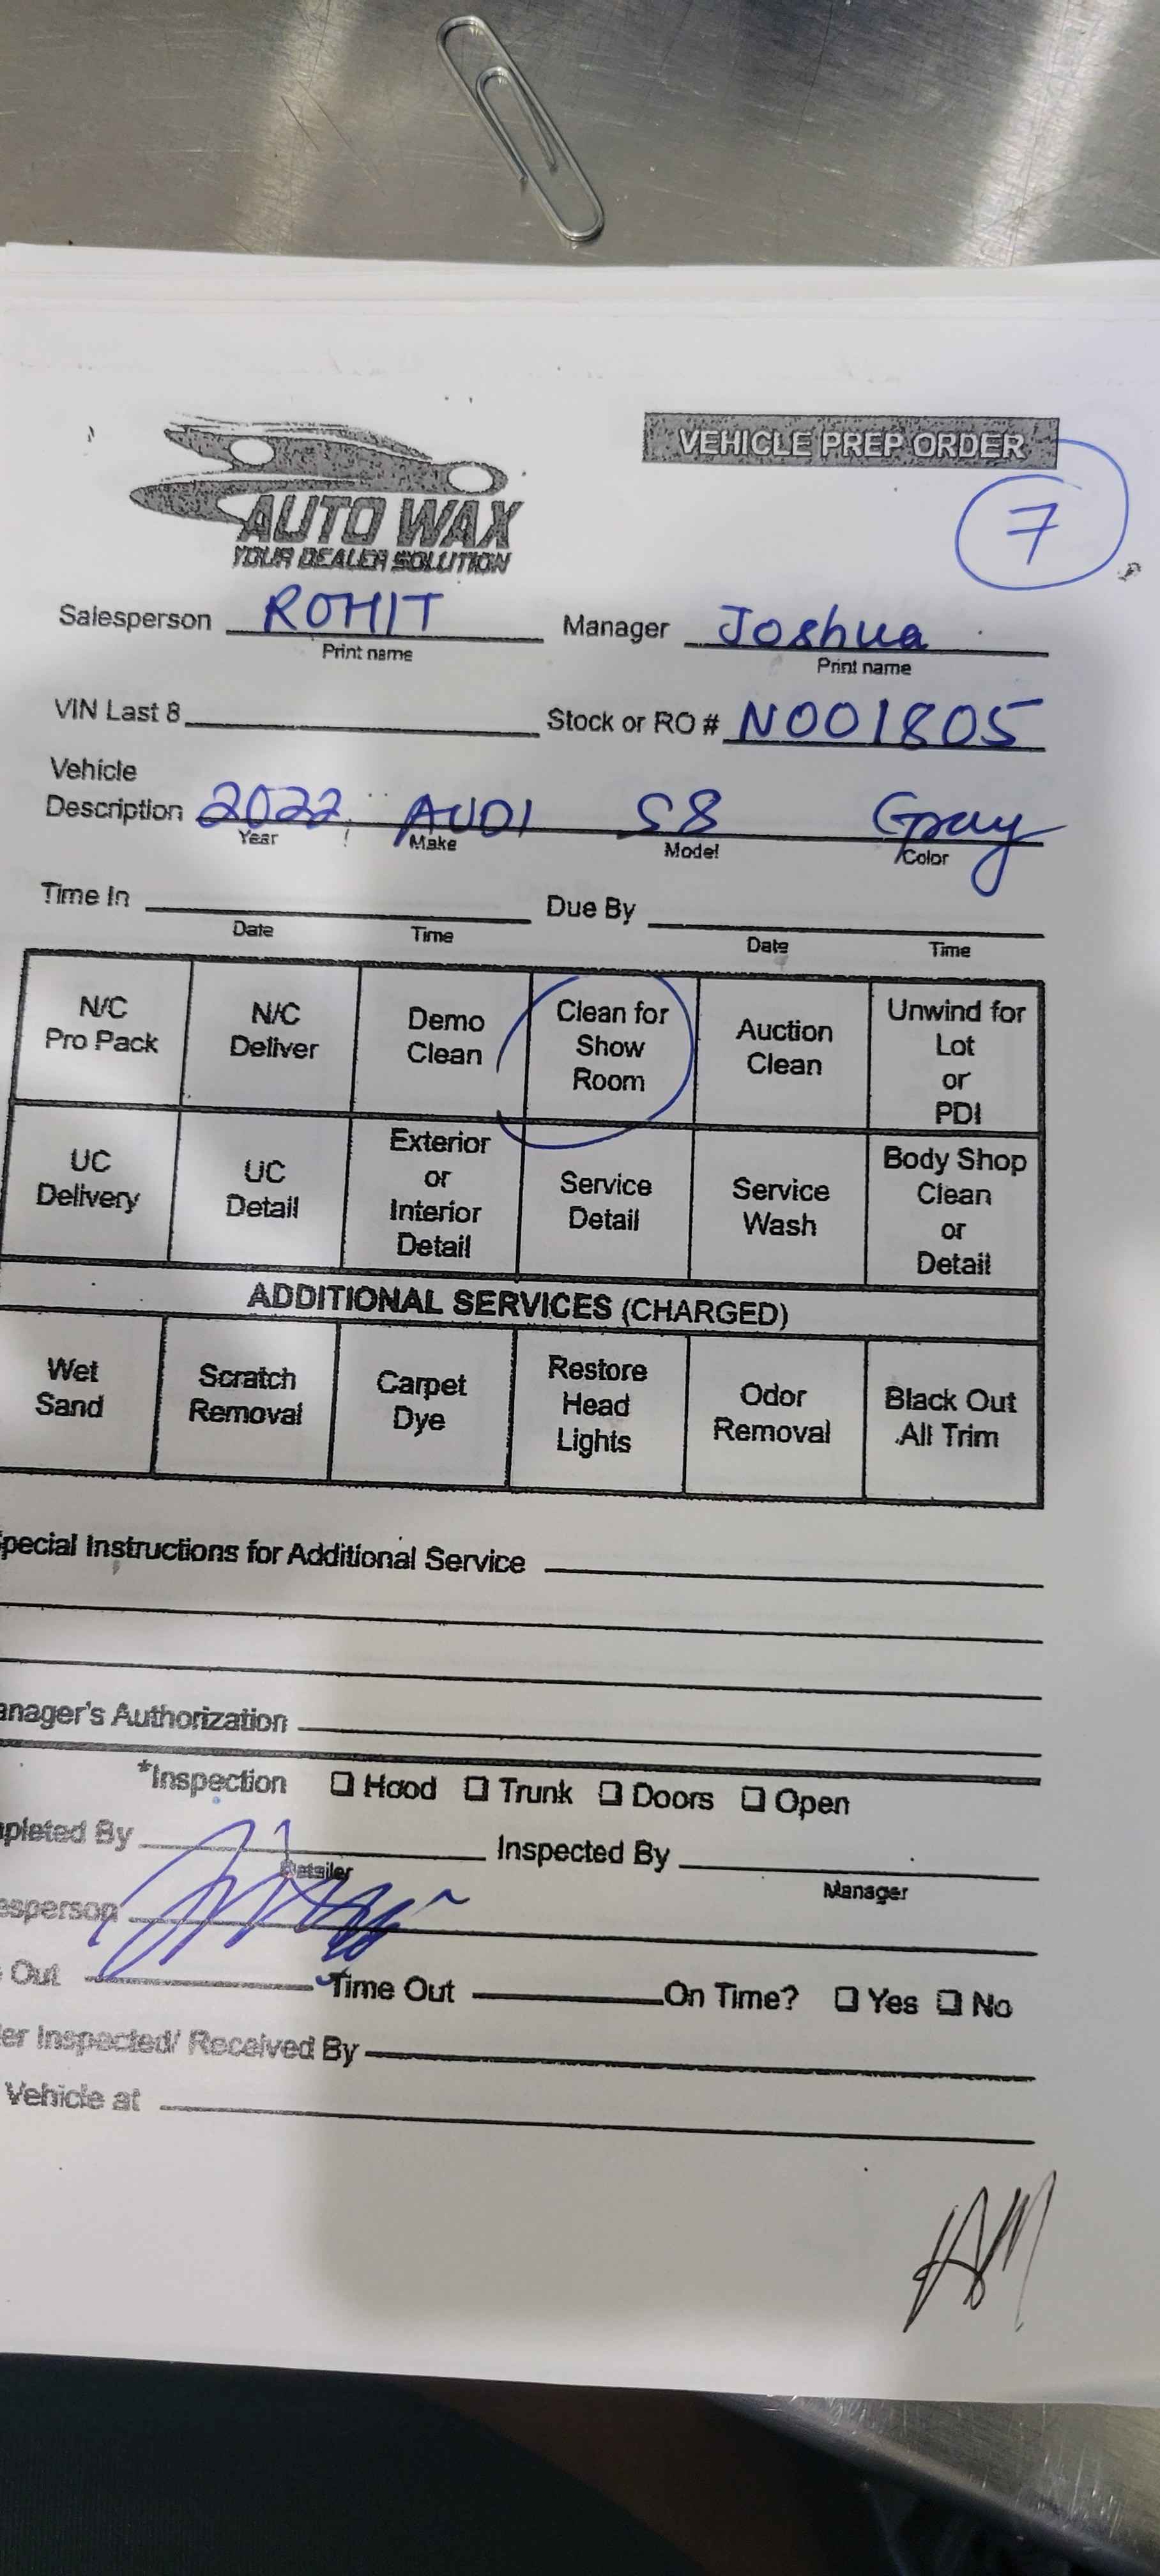 VEHICLE PREP ORDER
AUTO WAX
YOUR DEALER SOLUTION
7
Salesperson ROHIT Manager Joshua
Print name Print name
VIN Last 8 Stock or RO # N001805
Vehicle
Description 2022 AUDI S8 Gray
Year Make Model Color
Time In Due By
Date Time Date Time
N/C Pro Pack N/C Deliver Demo Clean Clean for Show Room Auction Clean Unwind for Lot or PDI
UC Delivery UC Detail Exterior or Interior Detail Service Detail Service Wash Body Shop Clean or Detail
ADDITIONAL SERVICES (CHARGED)
Wet Sand Scratch Removal Carpet Dye Restore Head Lights Odor Removal Black Out All Trim
pecial Instructions for Additional Service
anager's Authorization
*Inspection ☐ Hood ☐ Trunk ☐ Doors ☐ Open
pleted By Inspected By
Detailer Manager
esperson
Out Time Out On Time? ☐ Yes ☐ No
er Inspected/ Received By
Vehicle at